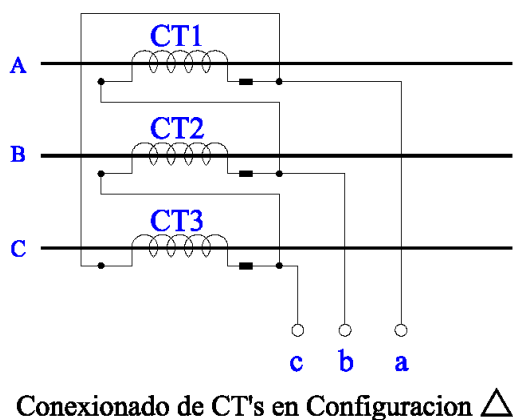 CT1
A
CT2
B
CT3
C
c b a
Conexionado de CT's en Configuracion △